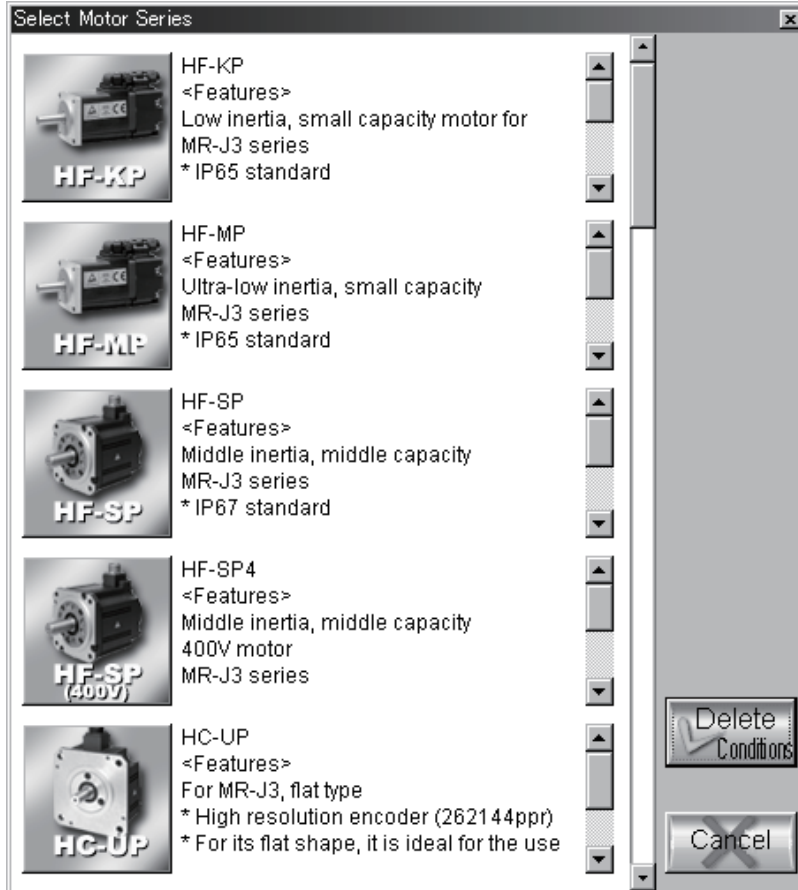 Select Motor Series
HF-KP
<Features>
Low inertia, small capacity motor for
MR-J3 series
* IP65 standard
HF-KP
HF-MP
<Features>
Ultra-low inertia, small capacity
MR-J3 series
* IP65 standard
HF-MP
HF-SP
<Features>
Middle inertia, middle capacity
MR-J3 series
* IP67 standard
HF-SP
HF-SP4
<Features>
Middle inertia, middle capacity
400V motor
MR-J3 series
HF-SP
(400V)
HC-UP
<Features>
For MR-J3, flat type
* High resolution encoder (262144ppr)
* For its flat shape, it is ideal for the use
HC-UP
Delete
Conditions
Cancel